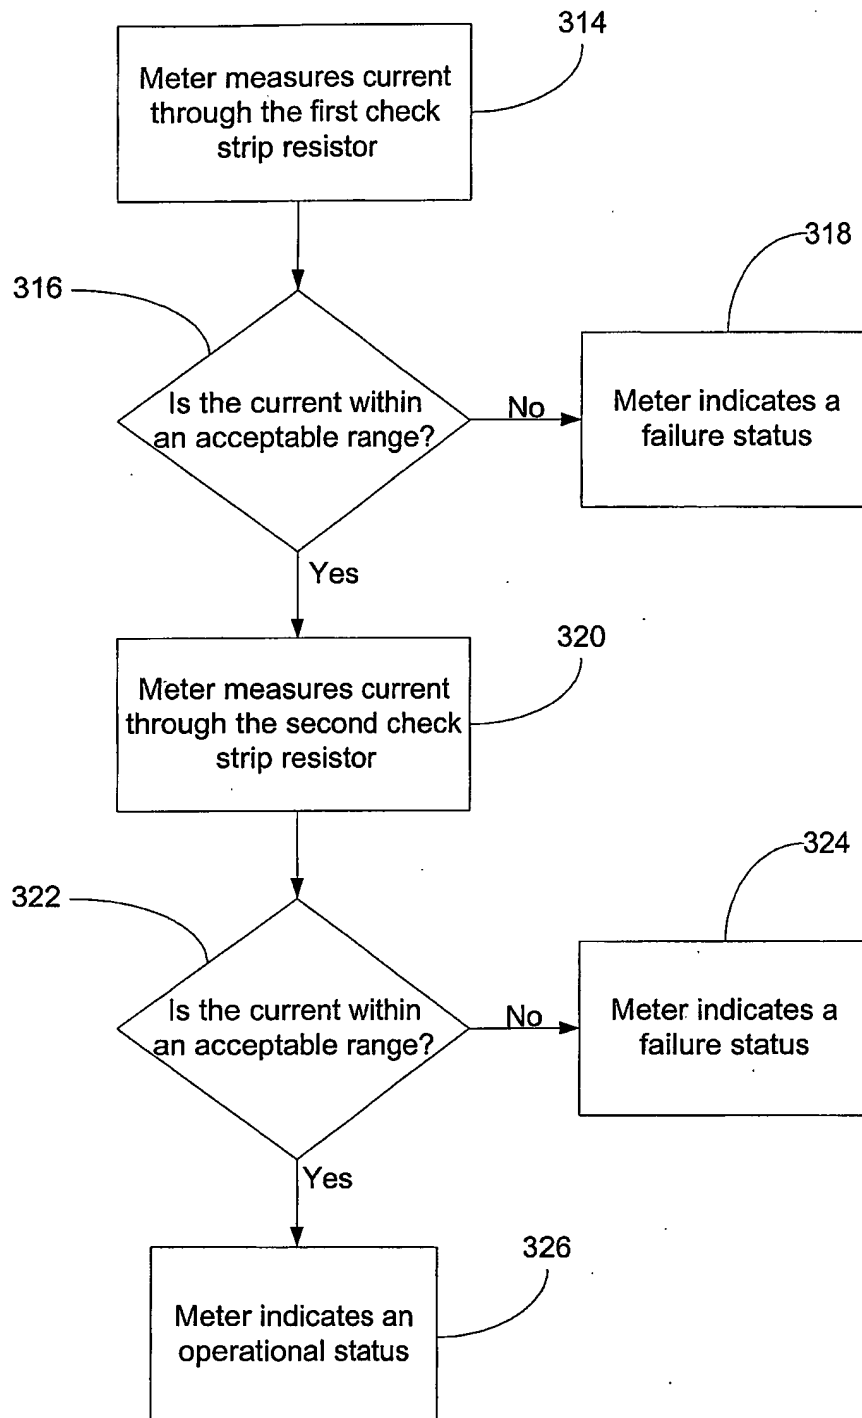 314
Meter measures current
through the first check
strip resistor
318
316
Is the current within
an acceptable range?
No
Meter indicates a
failure status
Yes
320
Meter measures current
through the second check
strip resistor
324
322
Is the current within
an acceptable range?
No
Meter indicates a
failure status
Yes
326
Meter indicates an
operational status